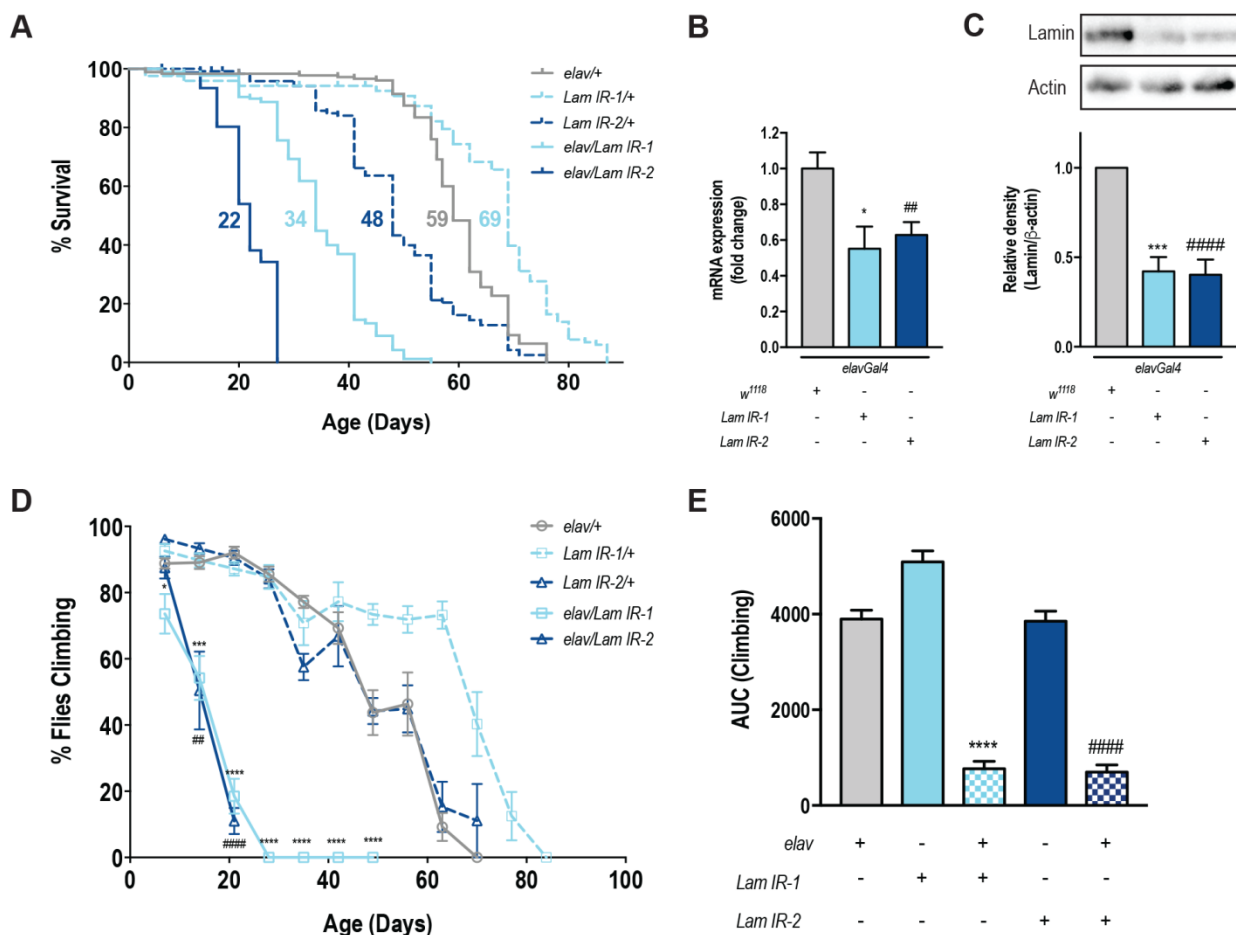 A
% Survival
100
80
60
40
20
0
0 20 40 60 80
Age (Days)
22 34 48 59 69
elav/+
Lam IR-1/+
Lam IR-2/+
elav/Lam IR-1
elav/Lam IR-2
B
mRNA expression
(fold change)
1.2
1.0
0.8
0.6
0.4
0.2
0.0
*
##
elavGal4
w1118 + - -
Lam IR-1 - + -
Lam IR-2 - - +
C
Lamin
Actin
Relative density
(Lamin/β-actin)
1.0
0.5
0.0
***
####
elavGal4
w1118 + - -
Lam IR-1 - + -
Lam IR-2 - - +
D
% Flies Climbing
100
80
60
40
20
0
0 20 40 60 80 100
Age (Days)
*
***
##
****
####
**** **** **** ****
elav/+
Lam IR-1/+
Lam IR-2/+
elav/Lam IR-1
elav/Lam IR-2
E
AUC (Climbing)
6000
4000
2000
0
****
####
elav + - + - +
Lam IR-1 - + + - -
Lam IR-2 - - - + +